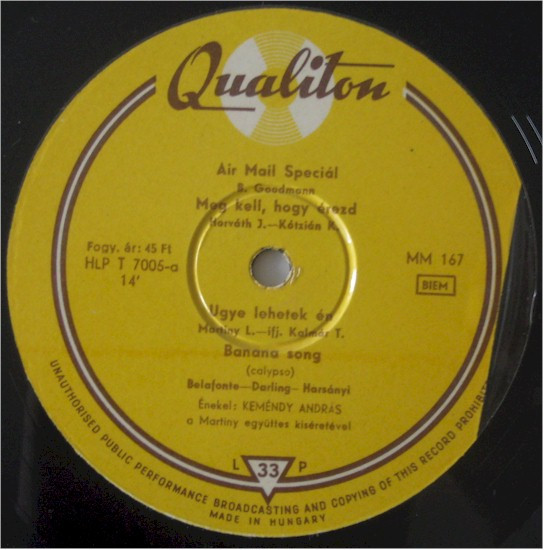 Qualiton
Air Mail Speciál
B. Goodmann
Meg kell, hogy érezd
Horváth J.—Kótzián K.
Fogy. ár: 45 Ft
HLP T 7005-a
14'
MM 167
BIEM
Ugye lehetek én
Martiny L.—ifj. Kalmár T.
Banana song
(calypso)
Belafonte—Darling—Harsányi
Énekel: KEMÉNDY ANDRÁS
a Martiny együttes kíséretével
L 33 P
UNAUTHORISED PUBLIC PERFORMANCE BROADCASTING AND COPYING OF THIS RECORD PROHIBIT
MADE IN HUNGARY